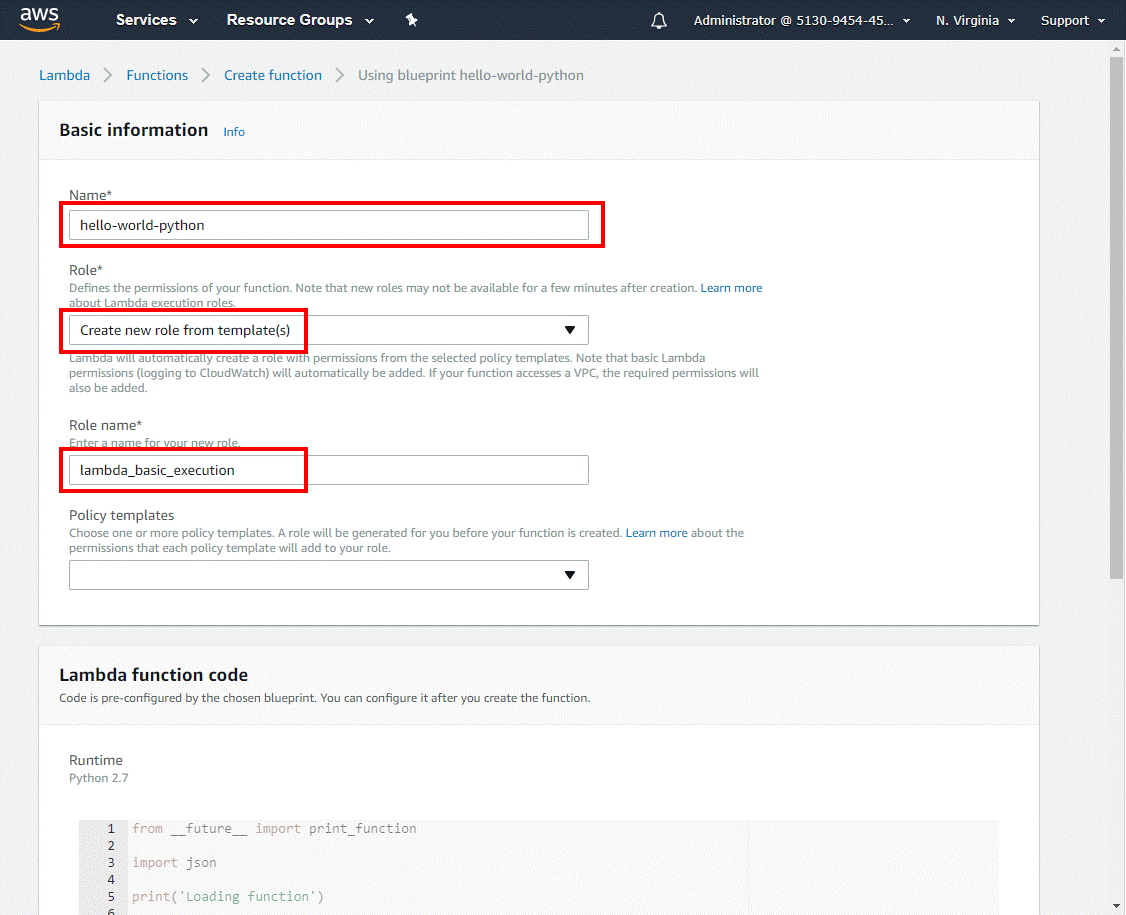 aws Services Resource Groups Administrator @ 5130-9454-45... N. Virginia Support
Lambda Functions Create function Using blueprint hello-world-python
Basic information Info
Name*
hello-world-python
Role*
Defines the permissions of your function. Note that new roles may not be available for a few minutes after creation. Learn more
about Lambda execution roles.
Create new role from template(s)
Lambda will automatically create a role with permissions from the selected policy templates. Note that basic Lambda
permissions (logging to CloudWatch) will automatically be added. If your function accesses a VPC, the required permissions will
also be added.
Role name*
Enter a name for your new role.
lambda_basic_execution
Policy templates
Choose one or more policy templates. A role will be generated for you before your function is created. Learn more about the
permissions that each policy template will add to your role.
Lambda function code
Code is pre-configured by the chosen blueprint. You can configure it after you create the function.
Runtime
Python 2.7
1 from __future__ import print_function
2
3 import json
4
5 print('Loading function')
6